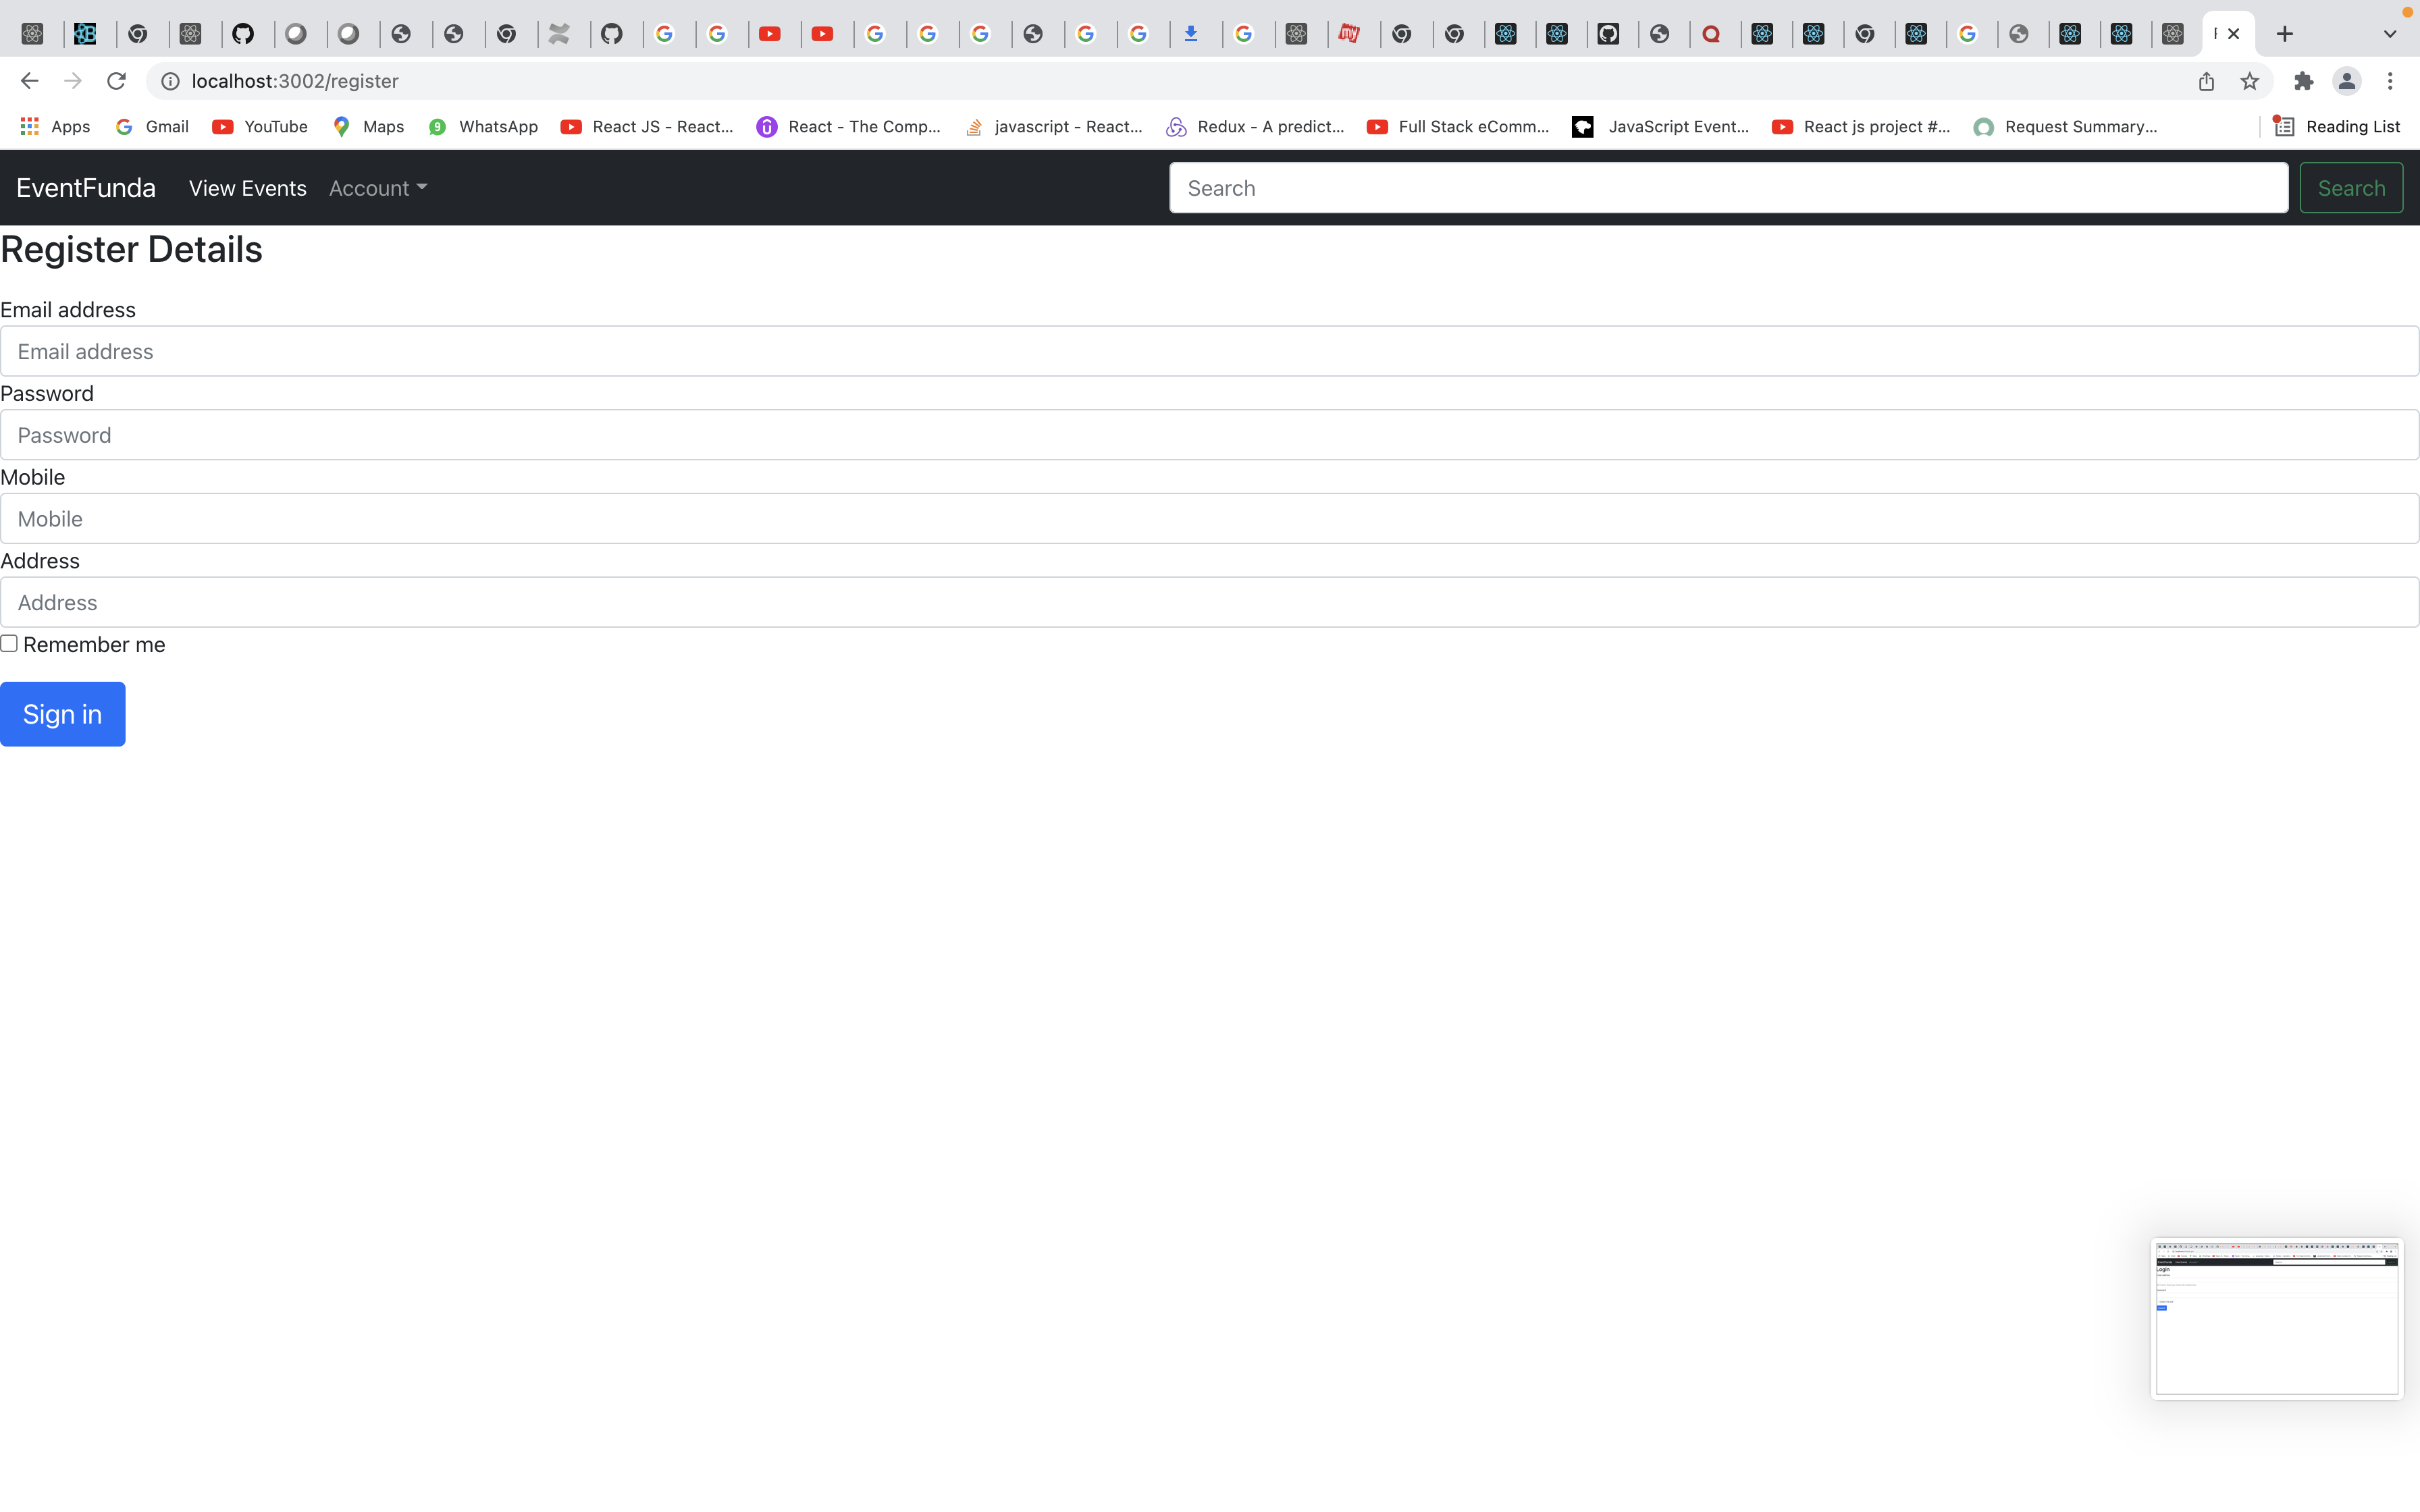 localhost:3002/register
Apps Gmail YouTube Maps 9 WhatsApp React JS - React... React - The Comp... javascript - React... Redux - A predict... Full Stack eComm... JavaScript Event... React js project #... Request Summary... Reading List
EventFunda View Events Account Search Search
Register Details
Email address
Email address
Password
Password
Mobile
Mobile
Address
Address
Remember me
Sign in
Login